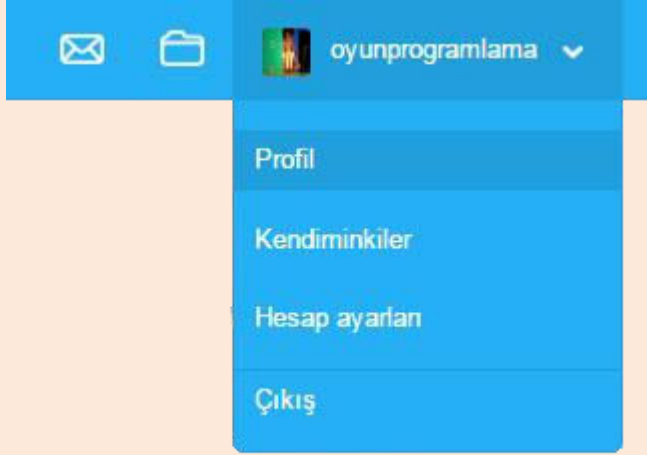 oyunprogramlama
Profil
Kendiminkiler
Hesap ayarları
Çıkış